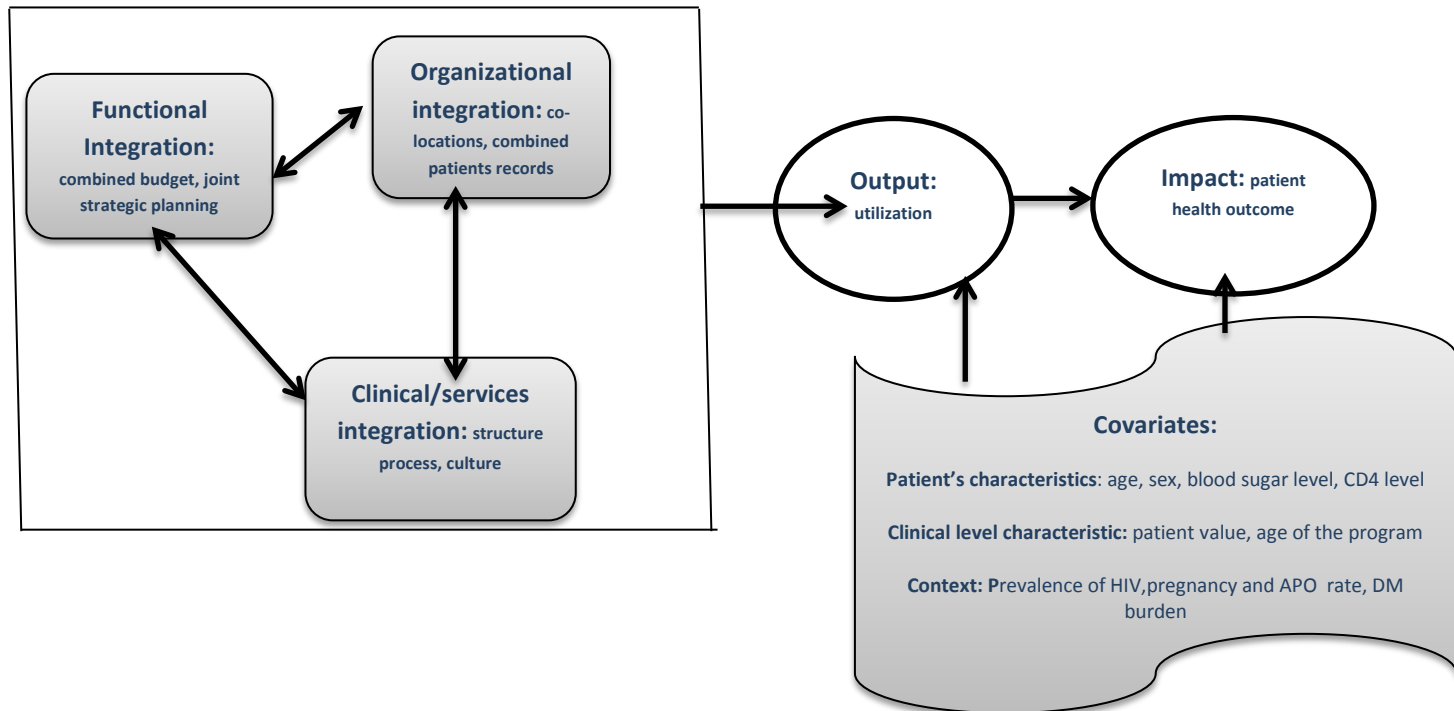 Functional
Integration:
combined budget, joint
strategic planning
Organizational
integration: co-
locations, combined
patients records
Clinical/services
integration: structure
process, culture
Output:
utilization
Impact: patient
health outcome
Covariates:
Patient’s characteristics: age, sex, blood sugar level, CD4 level
Clinical level characteristic: patient value, age of the program
Context: Prevalence of HIV,pregnancy and APO rate, DM
burden